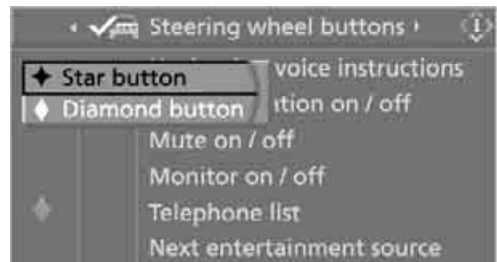 Steering wheel buttons
voice instructions
Star button
Diamond button
on / off
Mute on / off
Monitor on / off
Telephone list
Next entertainment source